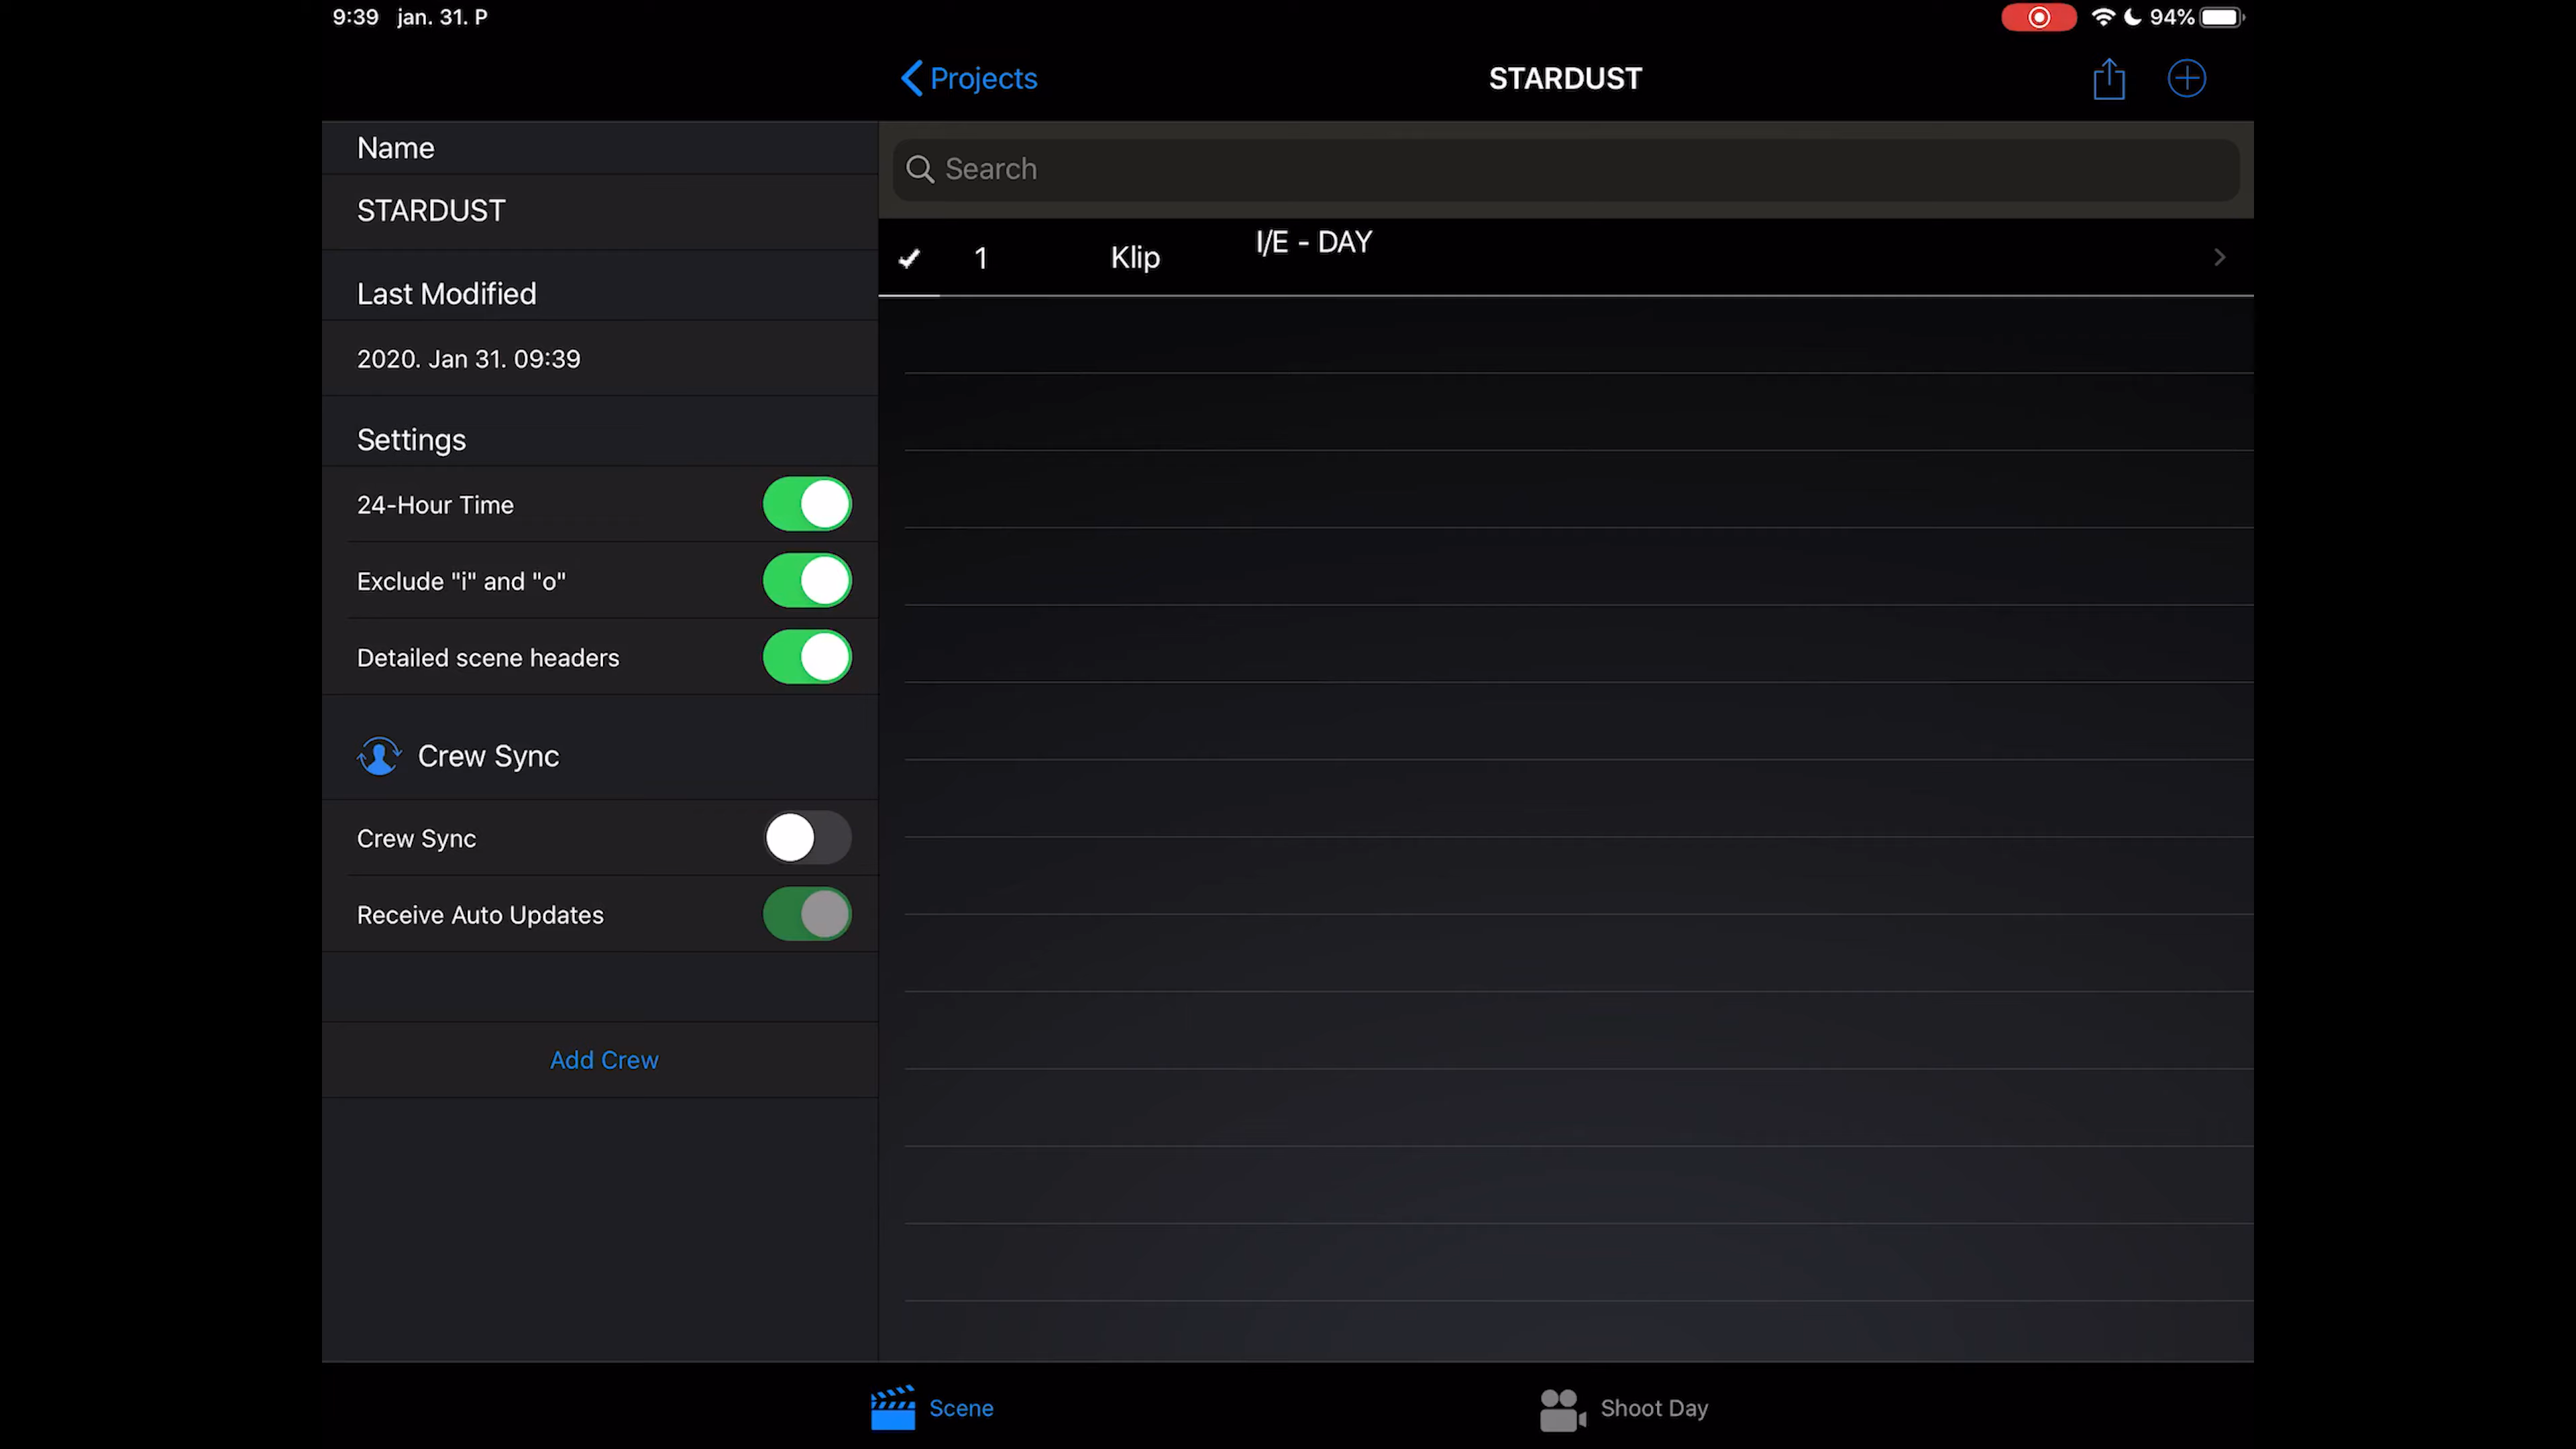 9:39 jan. 31. P
94%
Projects
STARDUST
Name
STARDUST
Last Modified
2020. Jan 31. 09:39
Settings
24-Hour Time
Exclude "i" and "o"
Detailed scene headers
Crew Sync
Crew Sync
Receive Auto Updates
Add Crew
Search
1 Klip I/E - DAY
Scene
Shoot Day